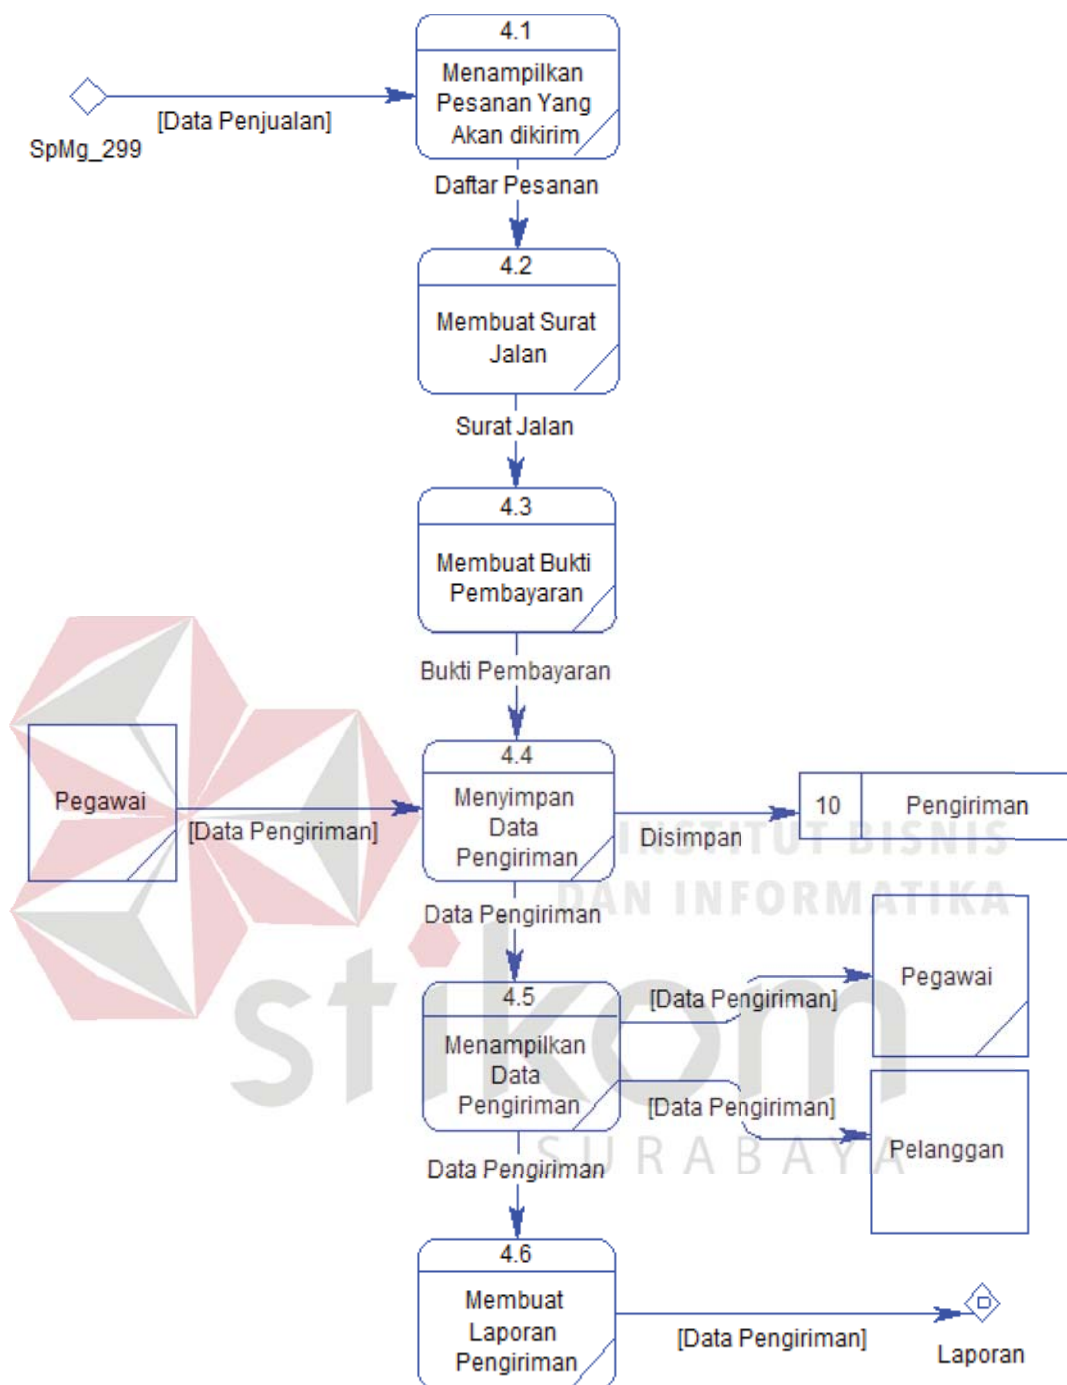 4.1
Menampilkan
Pesanan Yang
Akan dikirim
[Data Penjualan]
SpMg_299
Daftar Pesanan
4.2
Membuat Surat
Jalan
Surat Jalan
4.3
Membuat Bukti
Pembayaran
Bukti Pembayaran
Pegawai
[Data Pengiriman]
4.4
Menyimpan
Data
Pengiriman
Disimpan
10
Pengiriman
INSTITUT BISNIS
DAN INFORMATIKA
Data Pengiriman
stikom
SURABAYA
4.5
Menampilkan
Data
Pengiriman
[Data Pengiriman]
Pegawai
[Data Pengiriman]
Pelanggan
Data Pengiriman
4.6
Membuat
Laporan
Pengiriman
[Data Pengiriman]
Laporan